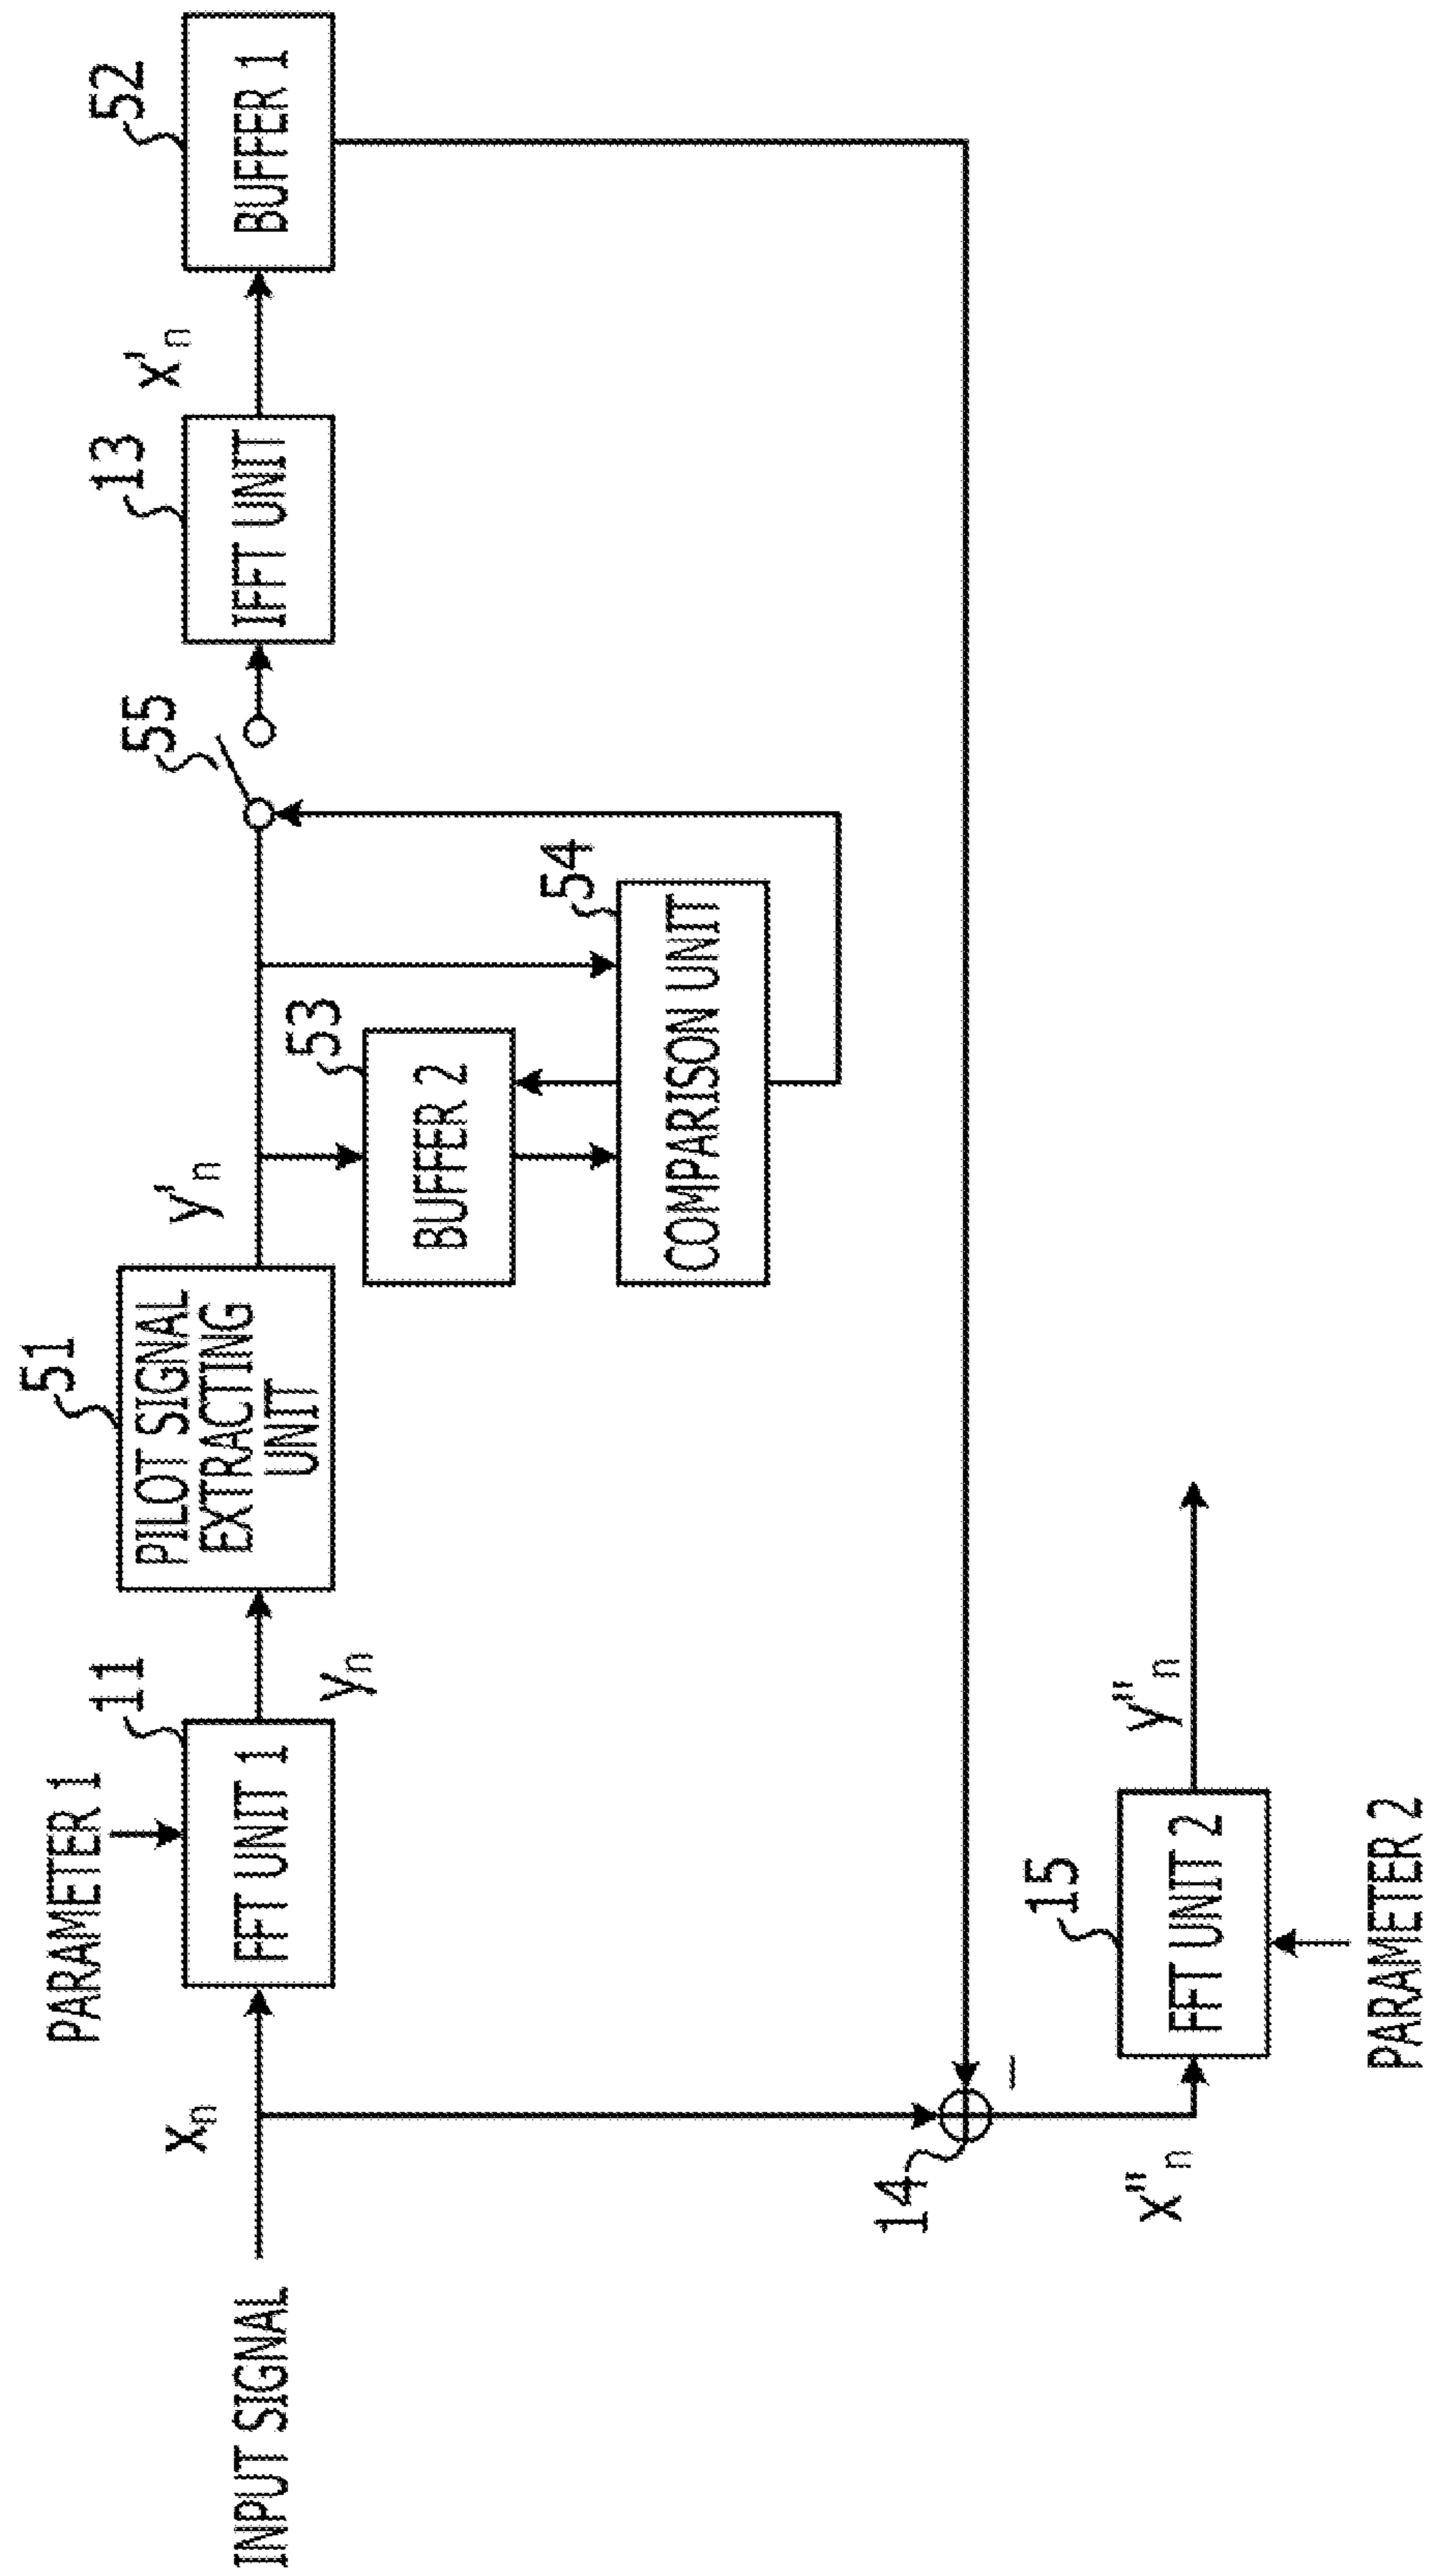 INPUT SIGNAL
xn
PARAMETER 1
11
FFT UNIT 1
yn
51
PILOT SIGNAL
EXTRACTING
UNIT
y'n
53
BUFFER 2
54
COMPARISON UNIT
55
13
IFFT UNIT
x'n
52
BUFFER 1
14
−
x"n
15
FFT UNIT 2
PARAMETER 2
y"n